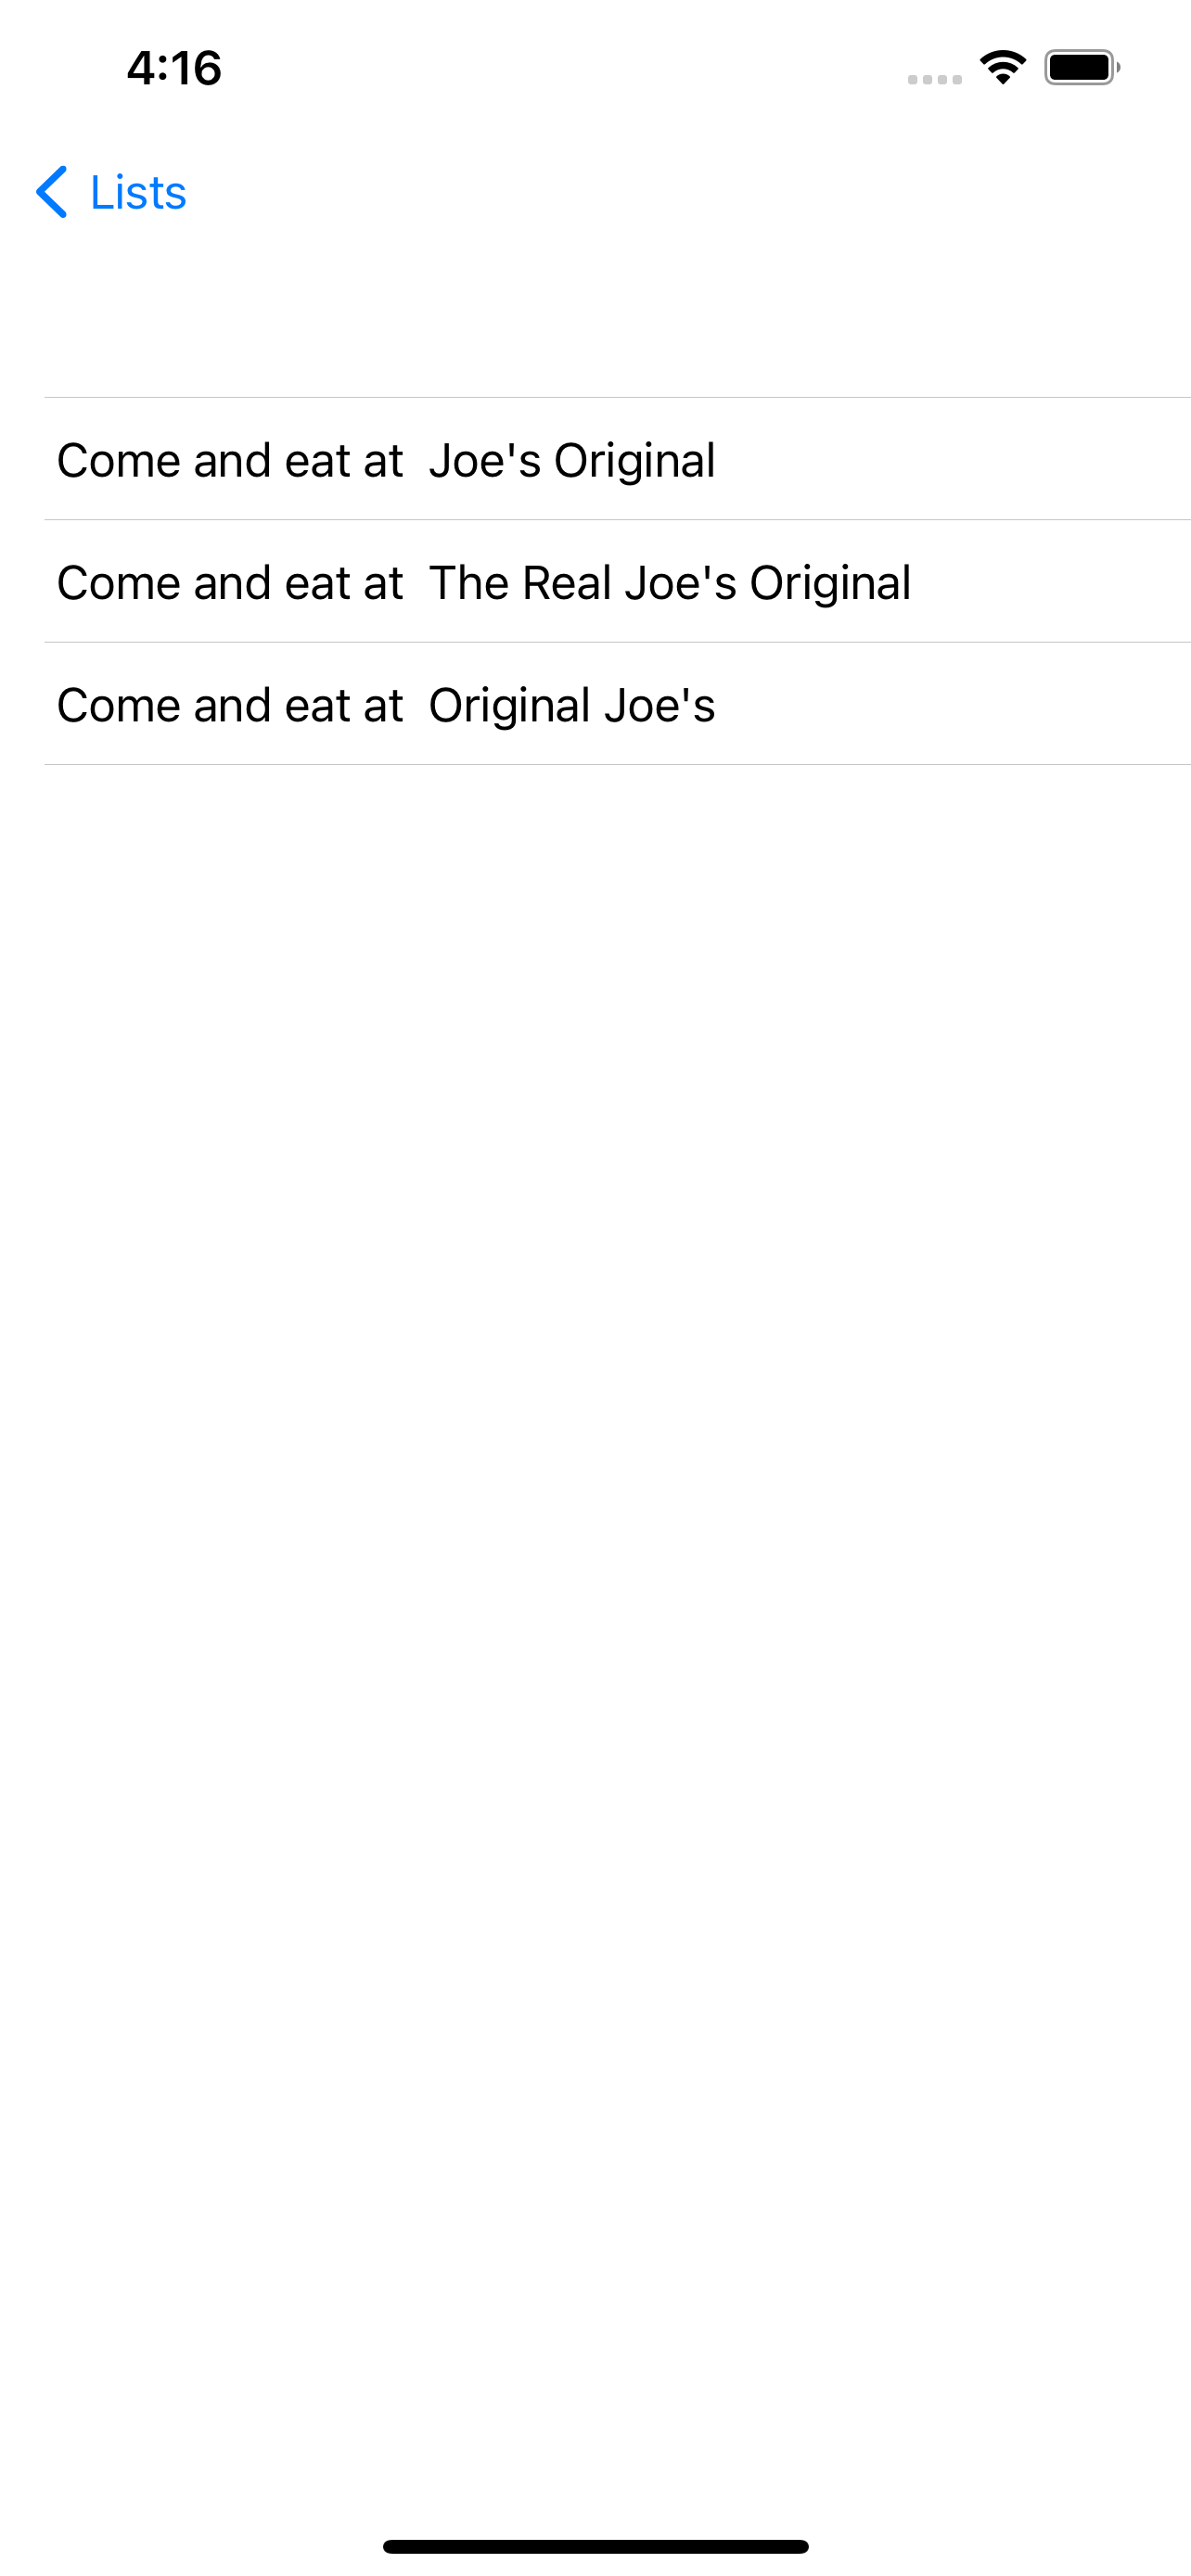 4:16
Lists
Come and eat at  Joe's Original
Come and eat at  The Real Joe's Original
Come and eat at  Original Joe's